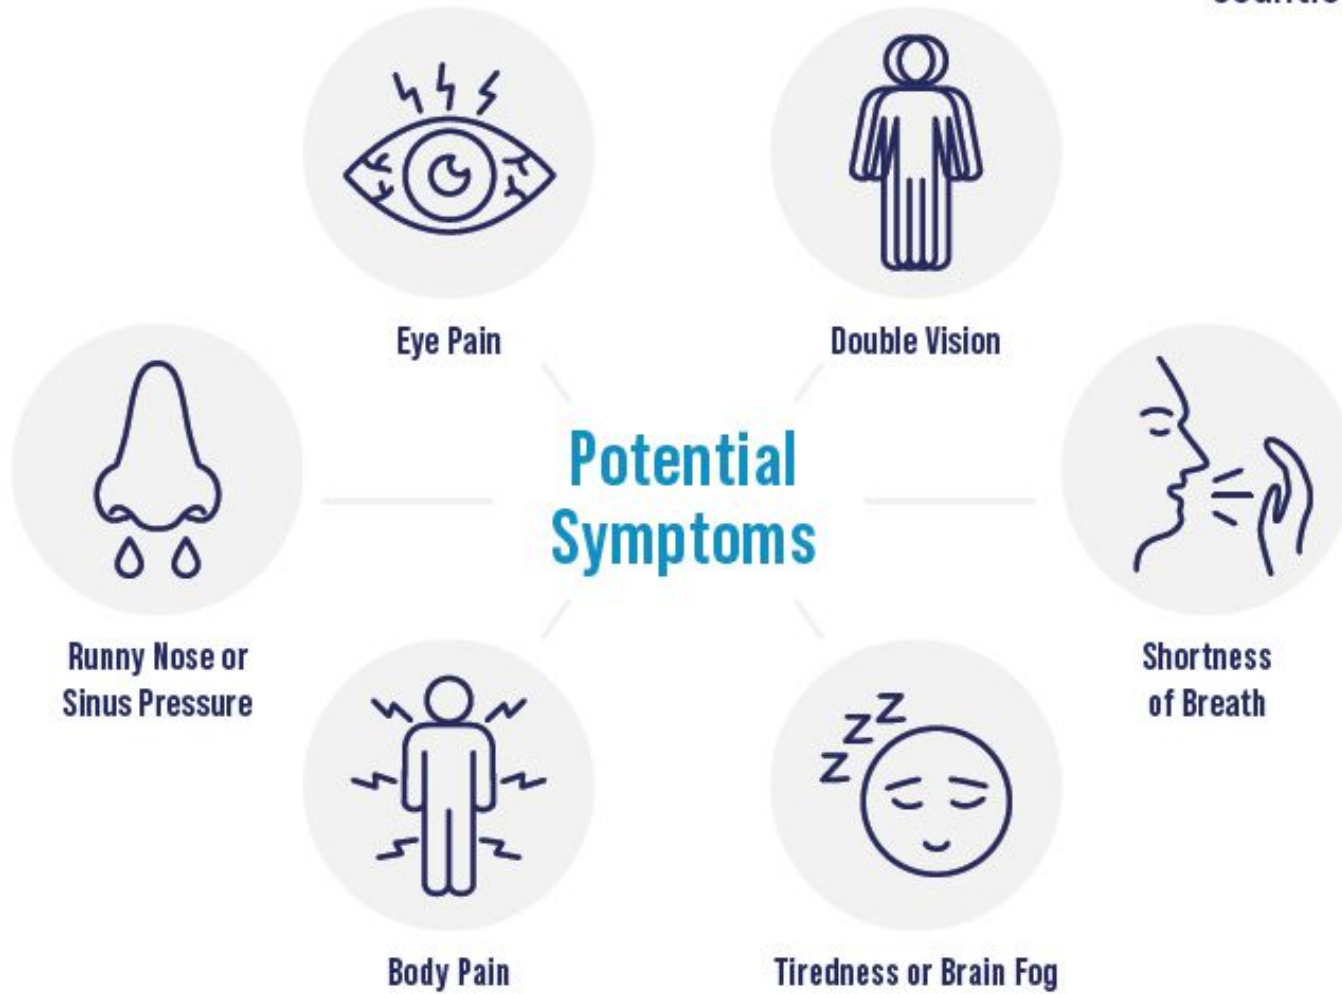 Eye Pain
Double Vision
Potential
Symptoms
Runny Nose or
Sinus Pressure
Shortness
of Breath
z z z
Body Pain
Tiredness or Brain Fog